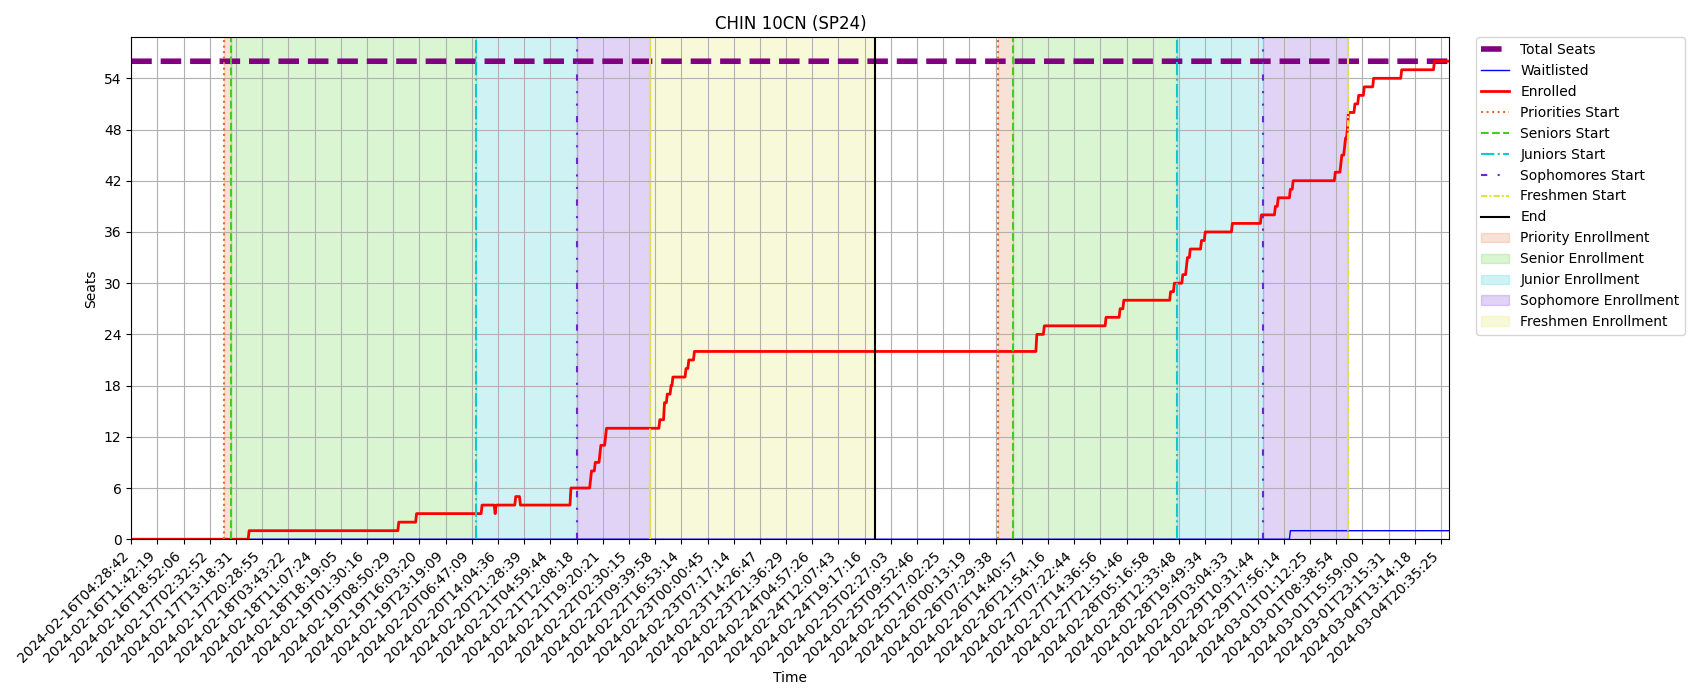 CHIN 10CN (SP24)
Seats
54
48
42
36
30
24
18
12
6
0
2024-02-16T04:28:42
2024-02-16T11:42:19
2024-02-16T18:52:06
2024-02-17T02:32:52
2024-02-17T13:18:31
2024-02-17T20:28:55
2024-02-18T03:43:22
2024-02-18T11:07:24
2024-02-18T18:19:05
2024-02-19T01:30:16
2024-02-19T08:50:29
2024-02-19T16:03:20
2024-02-19T23:19:09
2024-02-20T06:47:09
2024-02-20T14:04:36
2024-02-20T21:28:39
2024-02-21T04:59:44
2024-02-21T12:08:18
2024-02-21T19:20:21
2024-02-22T02:30:15
2024-02-22T09:39:58
2024-02-22T16:53:14
2024-02-23T00:00:45
2024-02-23T07:17:14
2024-02-23T14:26:47
2024-02-23T21:36:29
2024-02-24T04:57:26
2024-02-24T12:07:43
2024-02-24T19:17:16
2024-02-25T02:27:03
2024-02-25T09:52:46
2024-02-25T17:02:25
2024-02-26T00:13:19
2024-02-26T07:29:38
2024-02-26T14:40:57
2024-02-26T21:54:16
2024-02-27T07:22:44
2024-02-27T14:36:56
2024-02-27T21:51:46
2024-02-28T05:16:58
2024-02-28T12:33:48
2024-02-28T19:49:34
2024-02-29T03:04:33
2024-02-29T10:31:44
2024-02-29T17:56:14
2024-03-01T01:12:25
2024-03-01T08:38:54
2024-03-01T15:59:00
2024-03-01T23:15:31
2024-03-04T13:14:18
2024-03-04T20:35:25
Time
Total Seats
Waitlisted
Enrolled
Priorities Start
Seniors Start
Juniors Start
Sophomores Start
Freshmen Start
End
Priority Enrollment
Senior Enrollment
Junior Enrollment
Sophomore Enrollment
Freshmen Enrollment